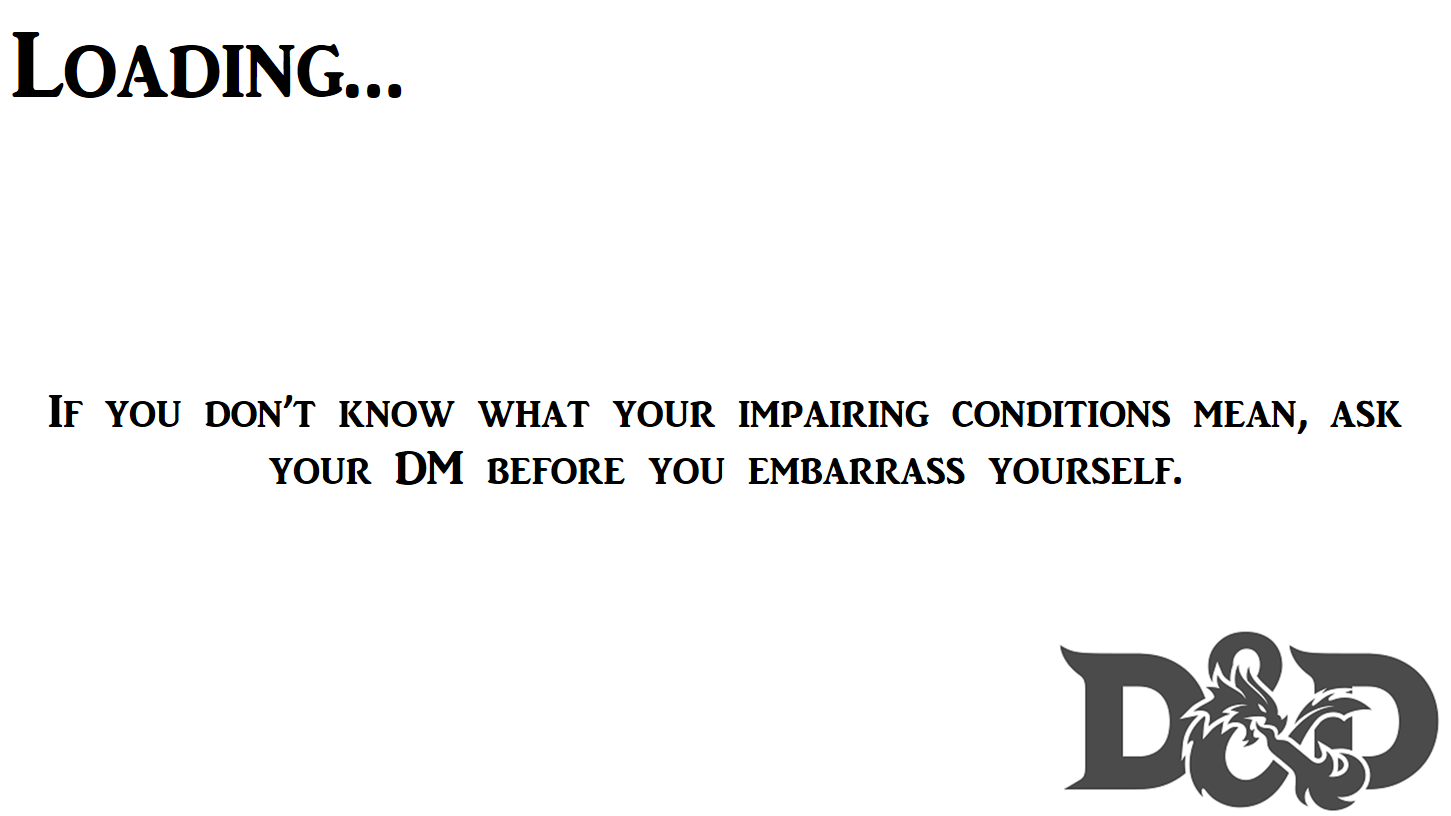 Loading...
If you don't know what your impairing conditions mean, ask
your DM before you embarrass yourself.
D&D